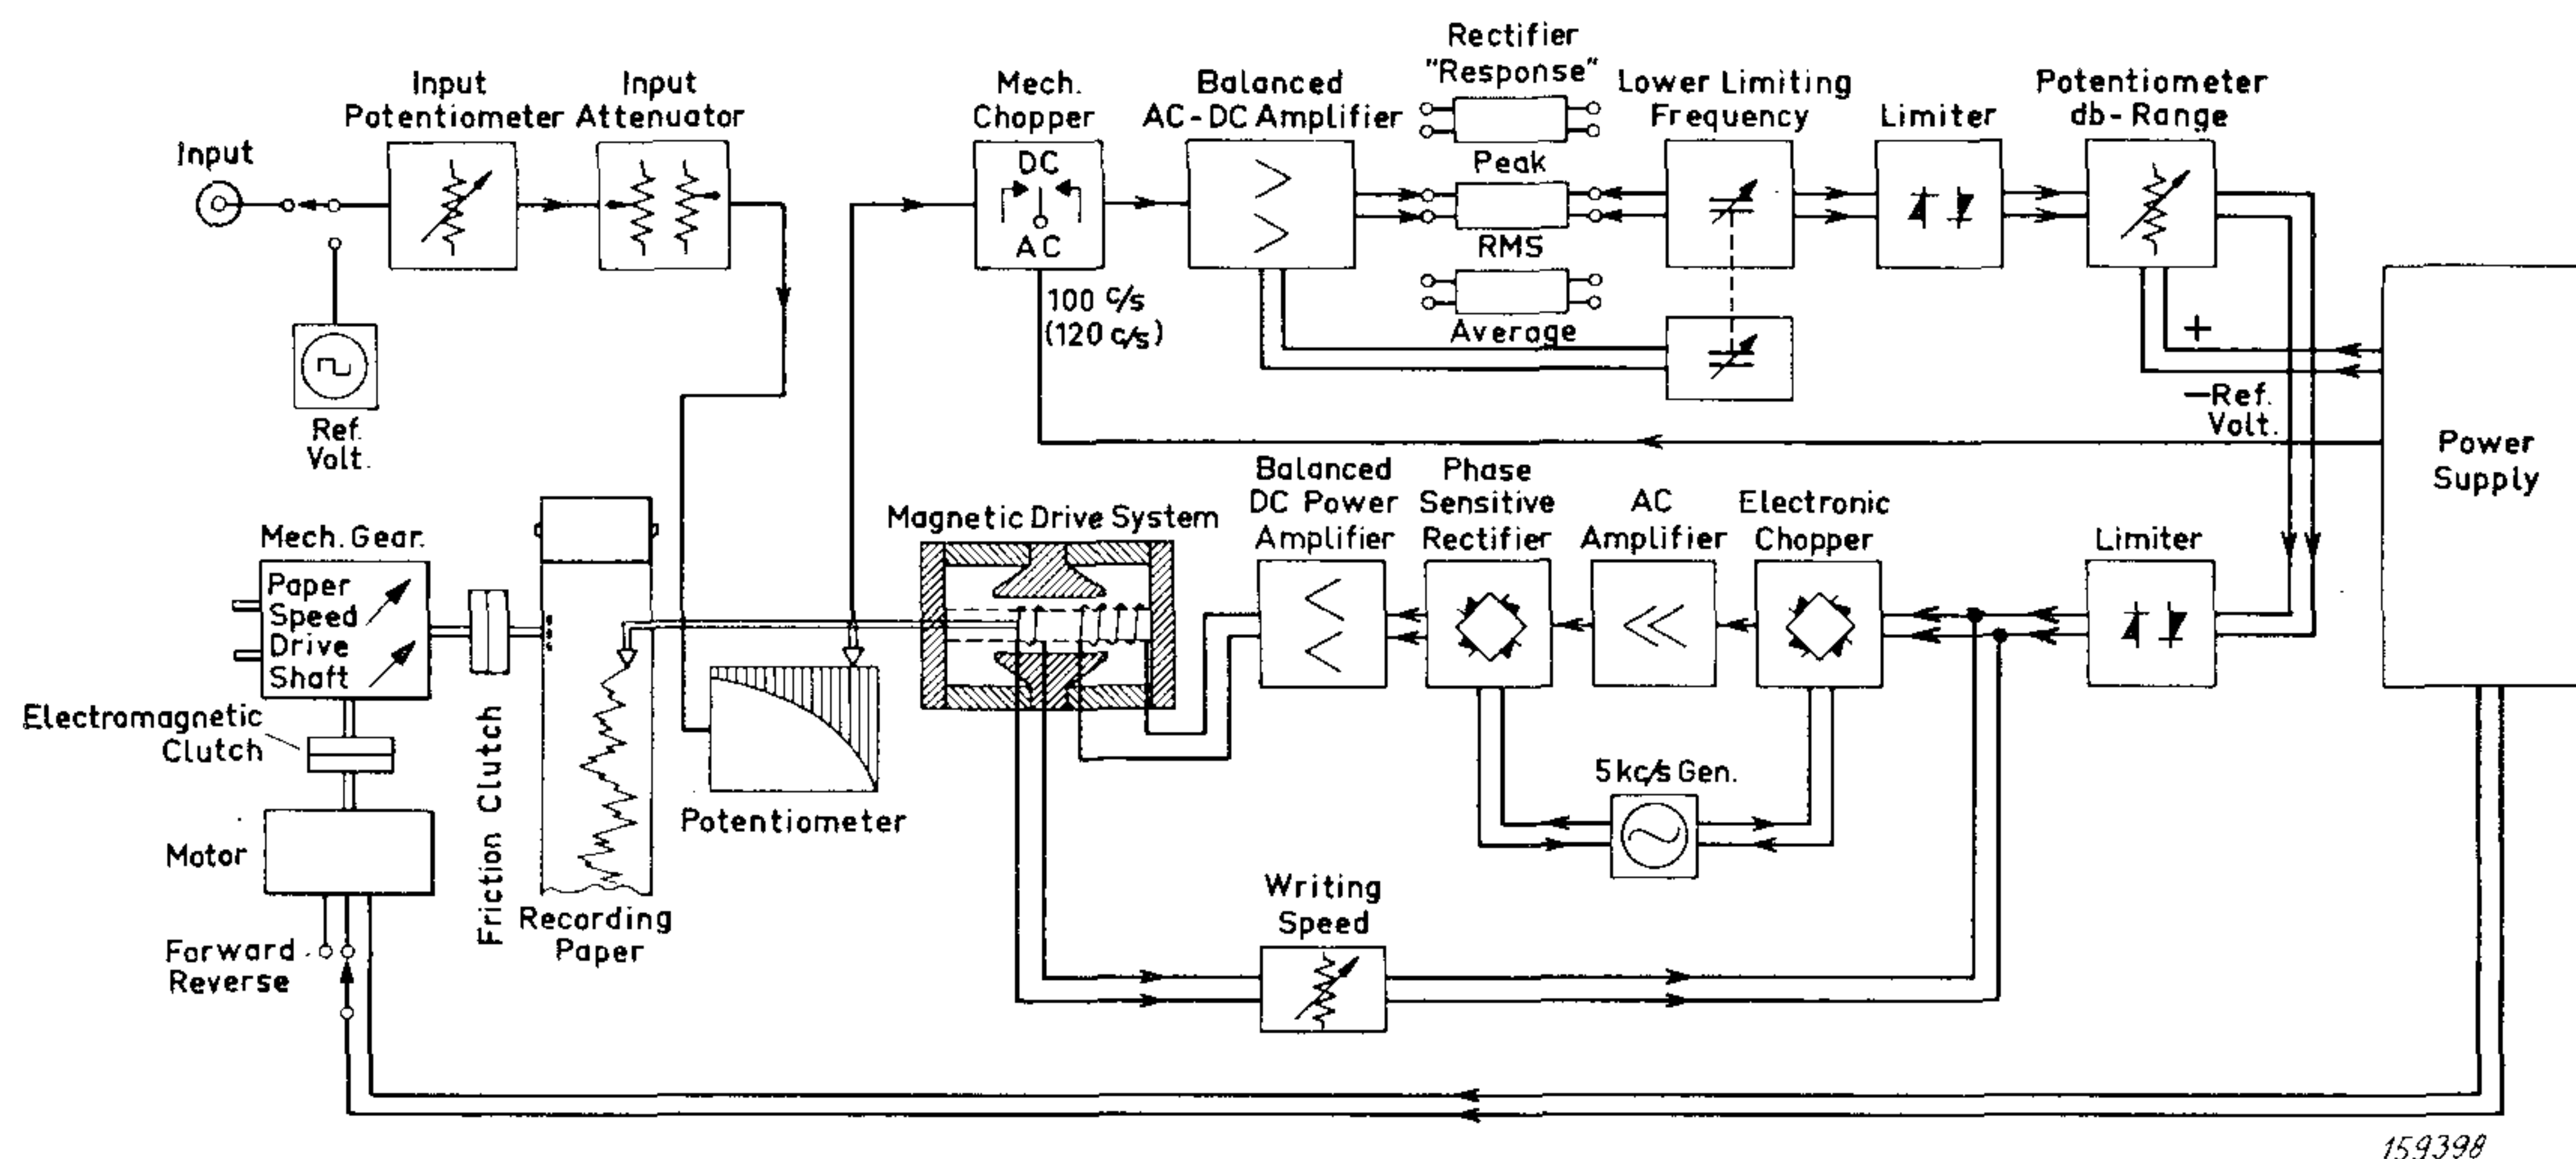 Input
Input
Potentiometer
Input
Attenuator
Ref.
Volt.
Mech.
Chopper
DC
AC
100 c/s
(120 c/s)
Balanced
AC-DC Amplifier
Rectifier
"Response"
Peak
RMS
Average
Lower Limiting
Frequency
Limiter
Potentiometer
db-Range
+
—Ref.
Volt.
Power
Supply
Mech. Gear.
Paper
Speed
Drive
Shaft
Electromagnetic
Clutch
Motor
Forward
Reverse
Friction Clutch
Recording
Paper
Potentiometer
Magnetic Drive System
Balanced
DC Power
Amplifier
Phase
Sensitive
Rectifier
AC
Amplifier
Electronic
Chopper
Limiter
5kc/s Gen.
Writing
Speed
159398